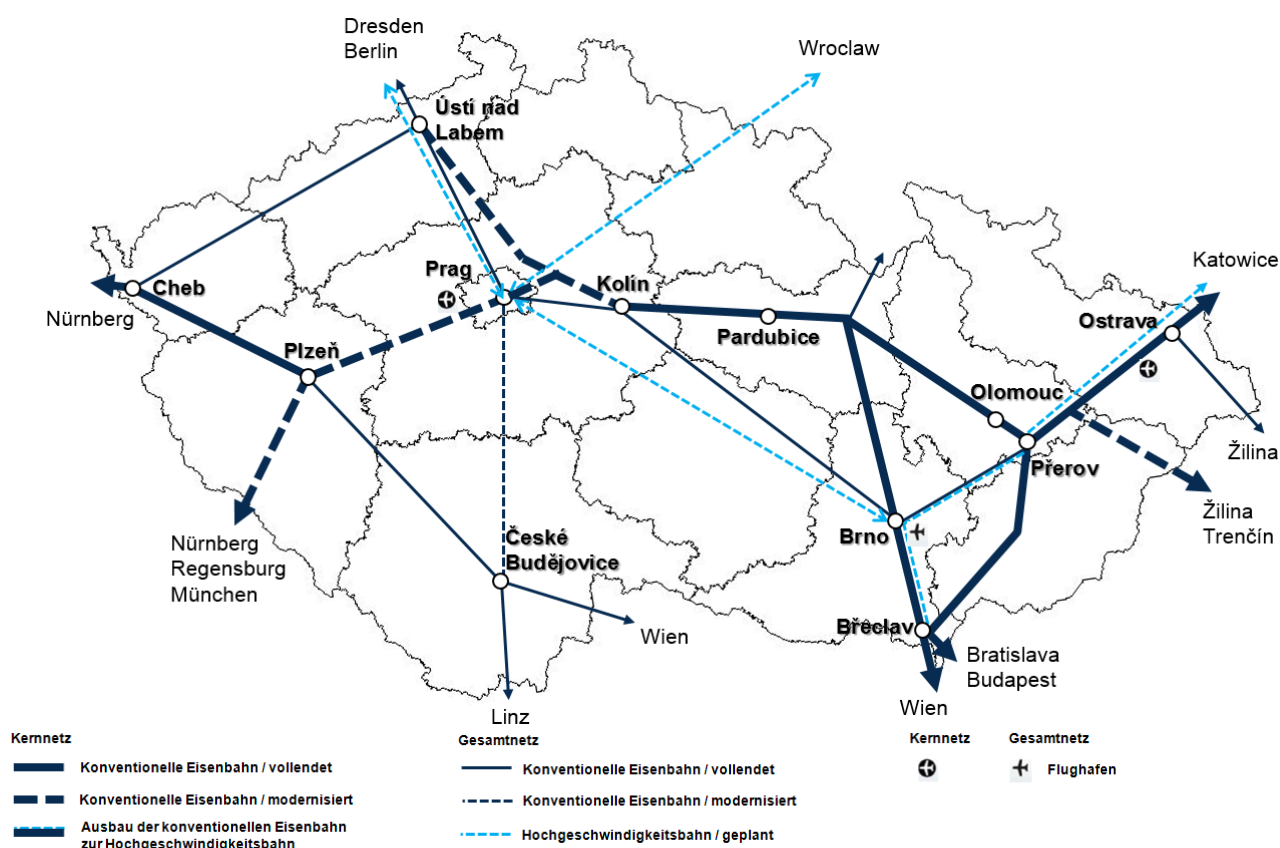 Dresden
Berlin
Wroclaw
Ústí nad
Labem
Prag
Kolín
Katowice
Cheb
Nürnberg
Pardubice
Ostrava
Plzeň
Olomouc
Žilina
Přerov
Nürnberg
Regensburg
München
České
Budějovice
Brno
Žilina
Trenčín
Wien
Břeclav
Bratislava
Budapest
Linz
Wien
Kernnetz
Konventionelle Eisenbahn / vollendet
Konventionelle Eisenbahn / modernisiert
Ausbau der konventionellen Eisenbahn
zur Hochgeschwindigkeitsbahn
Gesamtnetz
Konventionelle Eisenbahn / vollendet
Konventionelle Eisenbahn / modernisiert
Hochgeschwindigkeitsbahn / geplant
Kernnetz
Gesamtnetz
Flughafen